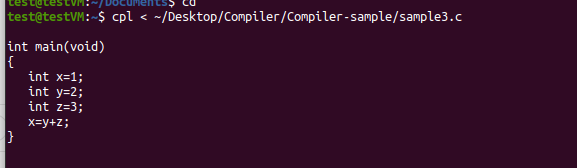 test@testVM:~/Documents$ cd
test@testVM:~$ cpl < ~/Desktop/Compiler/Compiler-sample/sample3.c
int main(void)
{
int x=1;
int y=2;
int z=3;
x=y+z;
}